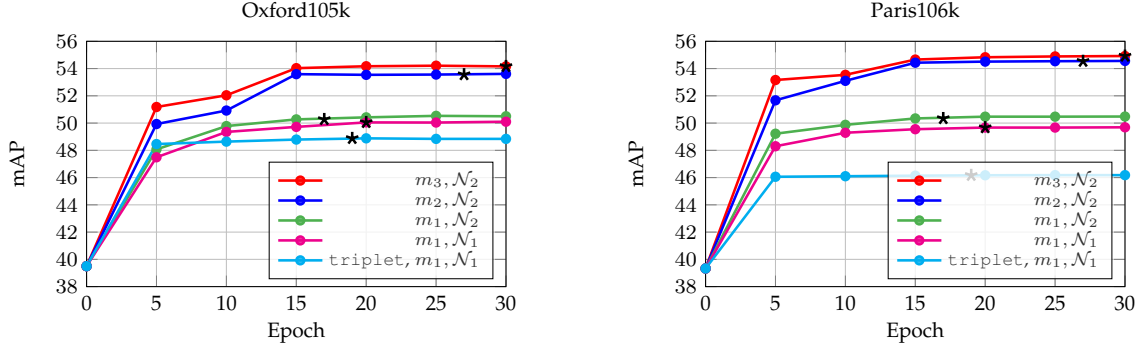 Oxford105k
56
54
52
50
48
46
44
42
40
38
mAP
0 5 10 15 20 25 30
Epoch
m₃, 𝒩₂
m₂, 𝒩₂
m₁, 𝒩₂
m₁, 𝒩₁
triplet, m₁, 𝒩₁
Paris106k
56
54
52
50
48
46
44
42
40
38
mAP
0 5 10 15 20 25 30
Epoch
m₃, 𝒩₂
m₂, 𝒩₂
m₁, 𝒩₂
m₁, 𝒩₁
triplet, m₁, 𝒩₁